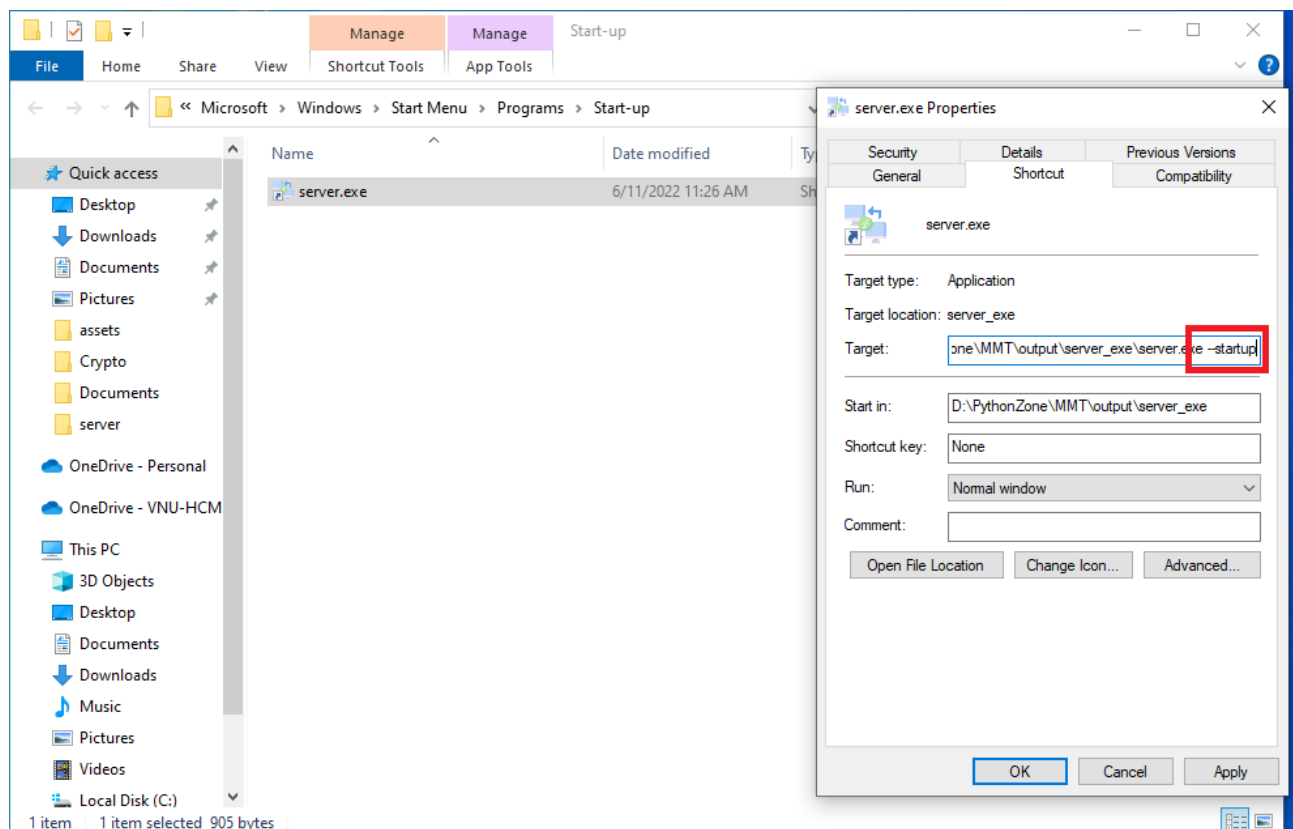 Manage Manage Start-up
File Home Share View Shortcut Tools App Tools
« Microsoft > Windows > Start Menu > Programs > Start-up
Name Date modified Ty
server.exe 6/11/2022 11:26 AM Sh
Quick access
Desktop
Downloads
Documents
Pictures
assets
Crypto
Documents
server
OneDrive - Personal
OneDrive - VNU-HCM
This PC
3D Objects
Desktop
Documents
Downloads
Music
Pictures
Videos
Local Disk (C:)
1 item 1 item selected 905 bytes
server.exe Properties
Security Details Previous Versions
General Shortcut Compatibility
server.exe
Target type: Application
Target location: server_exe
Target: one\MMT\output\server_exe\server.exe --startup
Start in: D:\PythonZone\MMT\output\server_exe
Shortcut key: None
Run: Normal window
Comment:
Open File Location Change Icon... Advanced...
OK Cancel Apply